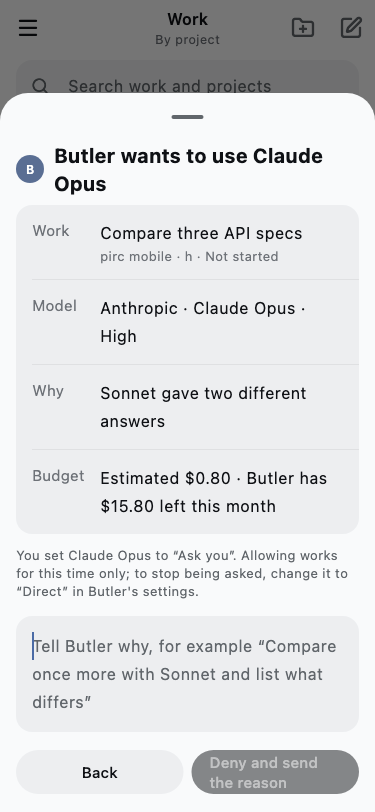 Work
By project
Search work and projects
B
Butler wants to use Claude
Opus
Work
Compare three API specs
pirc mobile · h · Not started
Model
Anthropic · Claude Opus ·
High
Why
Sonnet gave two different
answers
Budget
Estimated $0.80 · Butler has
$15.80 left this month
You set Claude Opus to “Ask you”. Allowing works
for this time only; to stop being asked, change it to
“Direct” in Butler's settings.
Tell Butler why, for example “Compare
once more with Sonnet and list what
differs”
Back
Deny and send
the reason